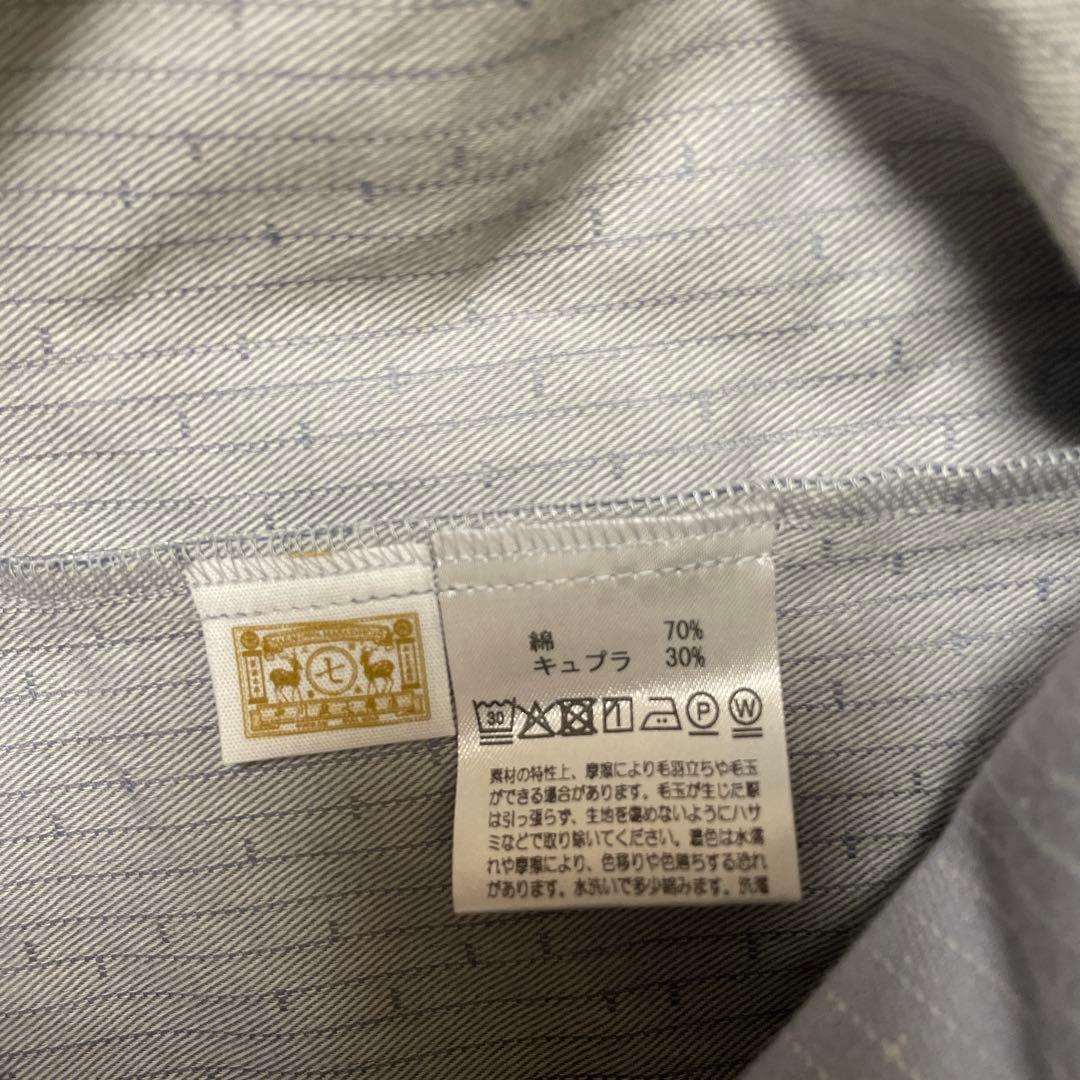 七
綿 70%
キュプラ 30%
30 P W
素材の特性上、摩擦により毛羽立ちや毛玉
ができる場合があります。毛玉が生じた際
は引っ張らず、生地を傷めないようにハサ
ミなどで取り除いてください。着色は水濡
れや摩擦により、色移りや色落ちする恐れ
があります。水洗いで多少縮みます。洗濯